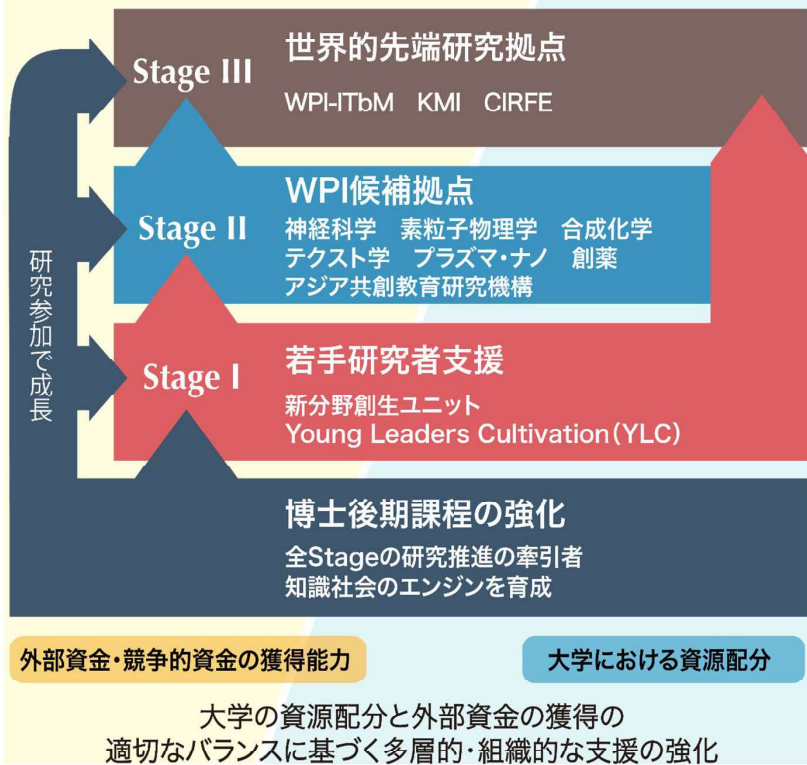 Stage III
世界的先端研究拠点
WPI-ITbM KMI CIRFE
Stage II
WPI候補拠点
神経科学 素粒子物理学 合成化学
テクスト学 プラズマ・ナノ 創薬
アジア共創教育研究機構
研究参加で成長
Stage I
若手研究者支援
新分野創生ユニット
Young Leaders Cultivation(YLC)
博士後期課程の強化
全Stageの研究推進の牽引者
知識社会のエンジンを育成
外部資金・競争的資金の獲得能力
大学における資源配分
大学の資源配分と外部資金の獲得の
適切なバランスに基づく多層的・組織的な支援の強化